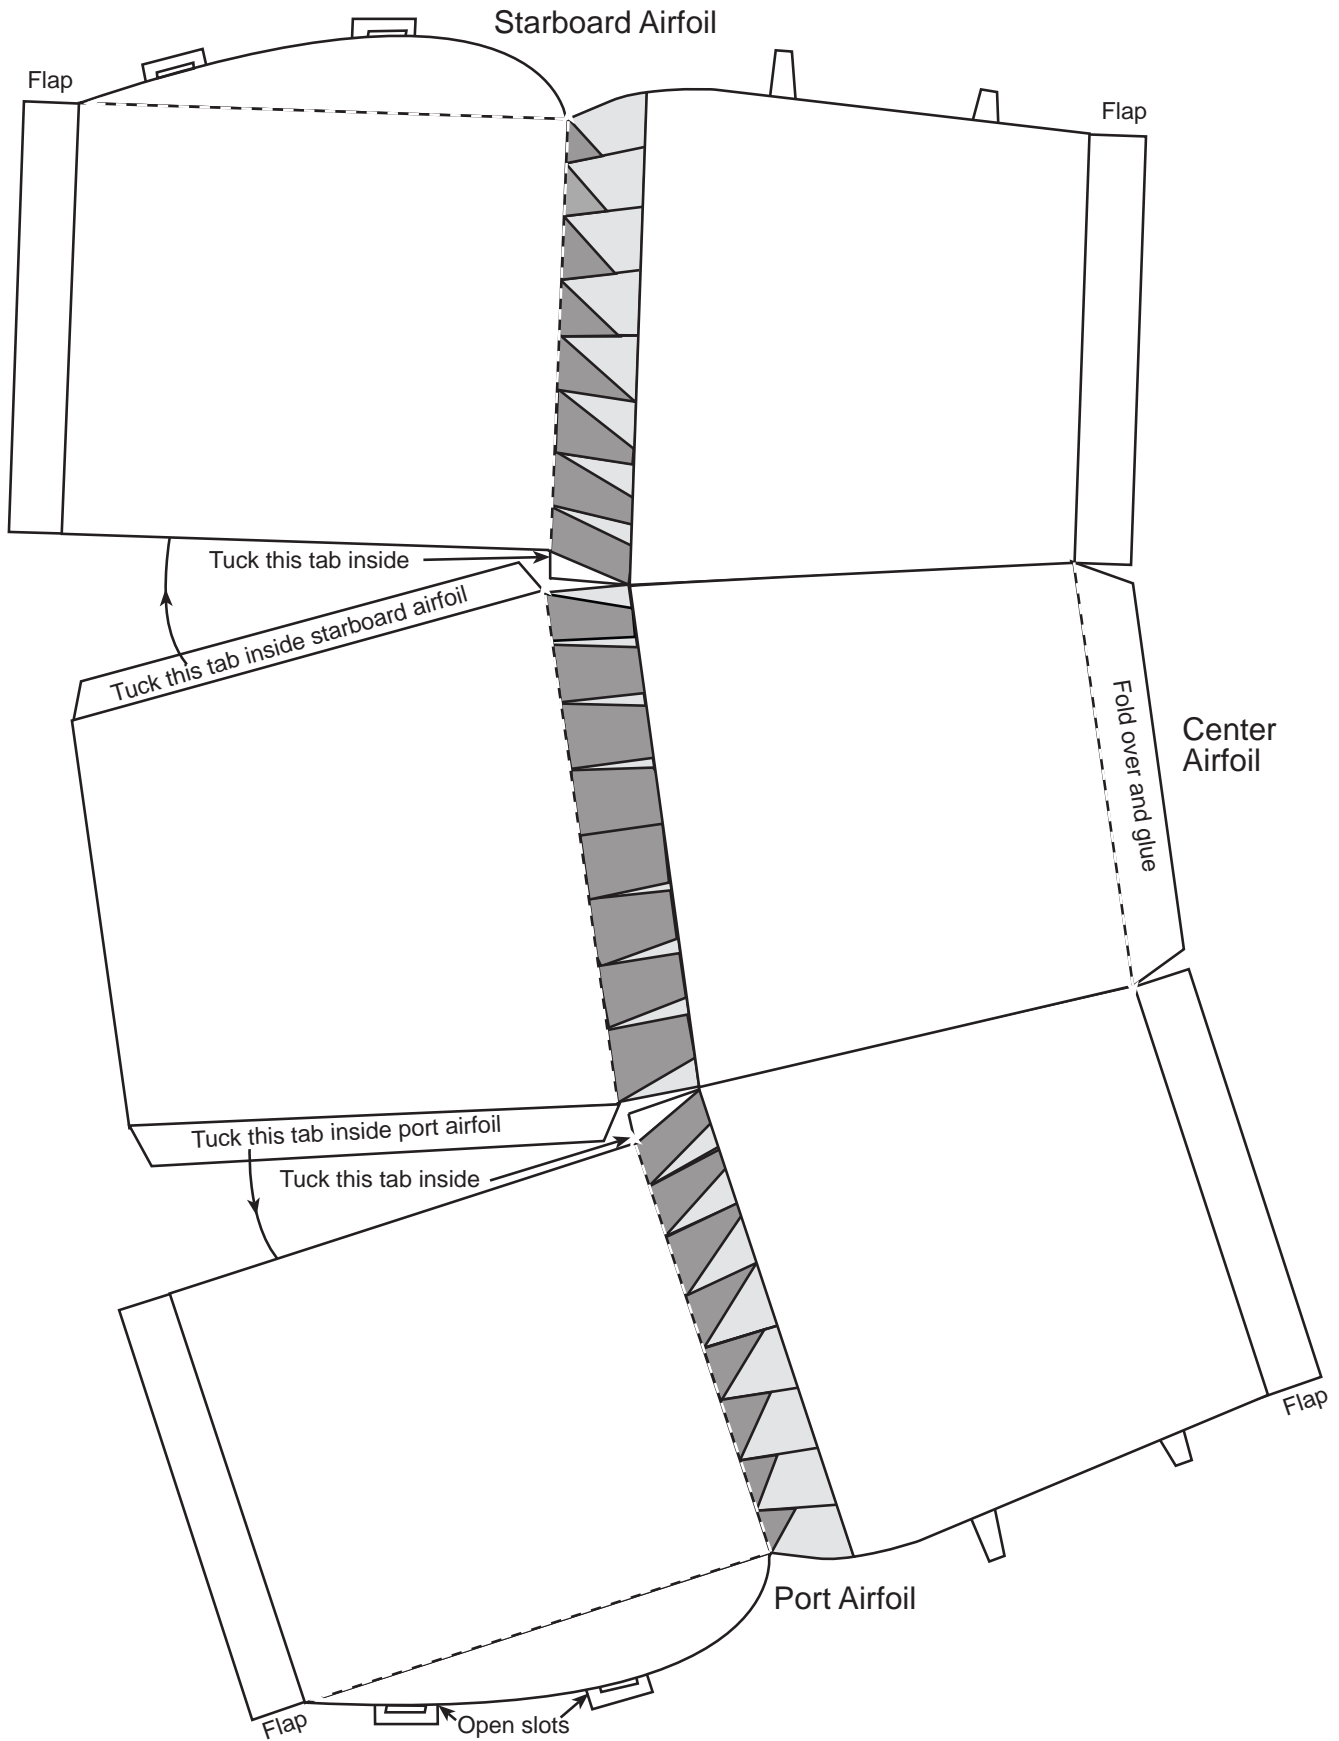 Starboard Airfoil
Flap
Flap
Tuck this tab inside
Tuck this tab inside starboard airfoil
Fold over and glue
Center
Airfoil
Tuck this tab inside port airfoil
Tuck this tab inside
Flap
Port Airfoil
Flap
Open slots